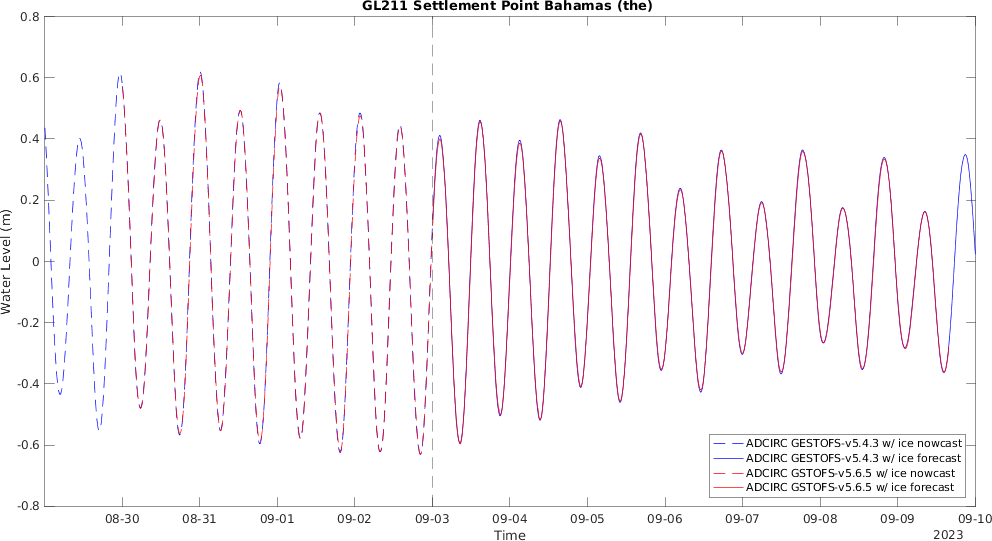 GL211 Settlement Point Bahamas (the)
0.8
0.6
0.4
0.2
0
-0.2
-0.4
-0.6
-0.8
Water Level (m)
ADCIRC GESTOFS-v5.4.3 w/ ice nowcast
ADCIRC GESTOFS-v5.4.3 w/ ice forecast
ADCIRC GSTOFS-v5.6.5 w/ ice nowcast
ADCIRC GSTOFS-v5.6.5 w/ ice forecast
08-30 08-31 09-01 09-02 09-03 09-04 09-05 09-06 09-07 09-08 09-09 09-10
Time
2023